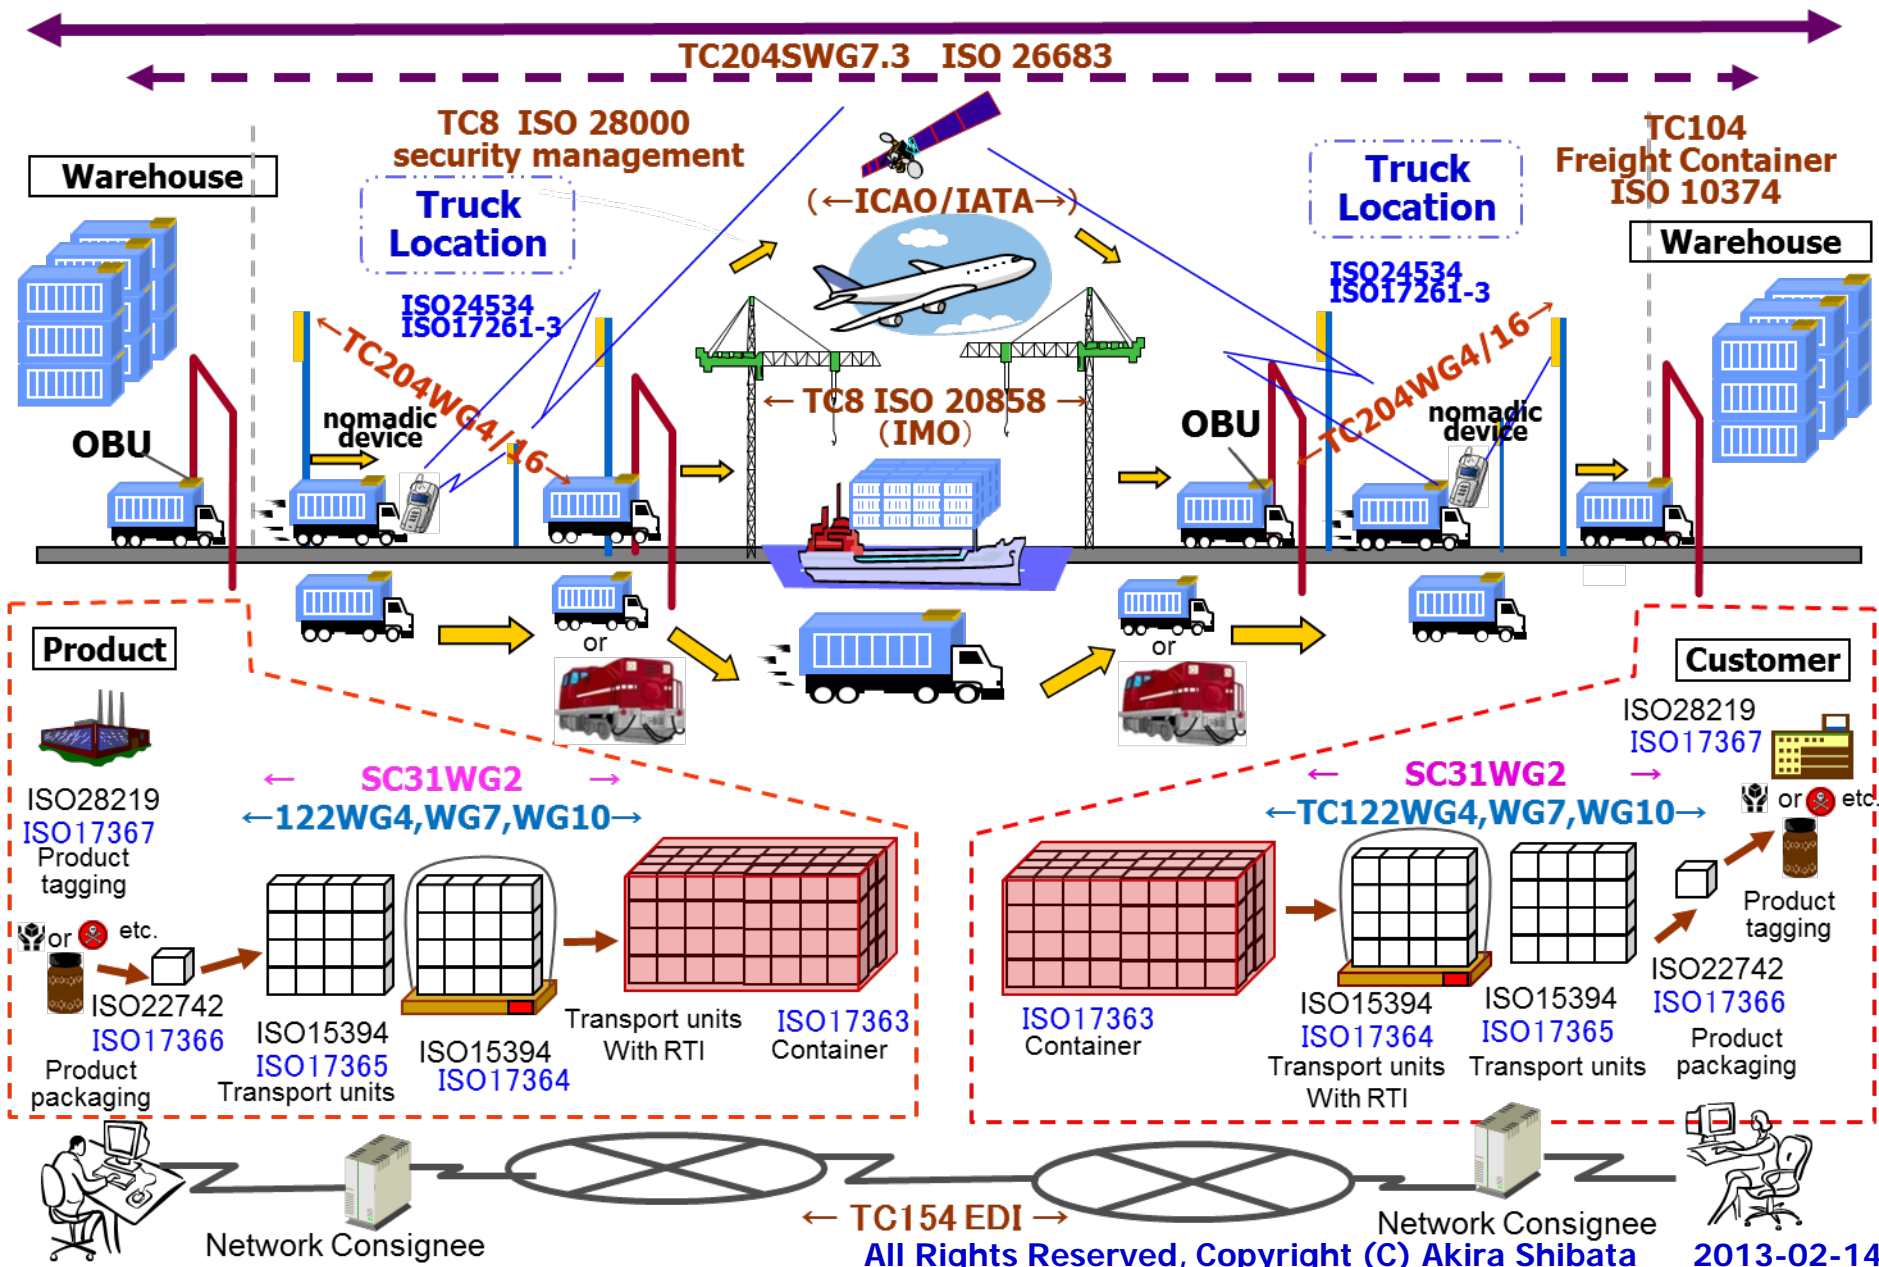 TC204SWG7.3 ISO 26683
TC8 ISO 28000
security management
TC104
Freight Container
ISO 10374
Warehouse
Truck
Location
(←ICAO/IATA→)
Truck
Location
Warehouse
ISO24534
ISO17261-3
ISO24534
ISO17261-3
←TC204WG4/16→
←TC204WG4/16→
← TC8 ISO 20858 →
(IMO)
OBU
nomadic
device
OBU
nomadic
device
or
or
Product
Customer
ISO28219
ISO17367
← SC31WG2 →
←122WG4,WG7,WG10→
← SC31WG2 →
←TC122WG4,WG7,WG10→
ISO28219
ISO17367
Product
tagging
or etc.
or etc.
Product
tagging
ISO22742
ISO17366
Product
packaging
ISO15394
ISO17365
Transport units
ISO15394
ISO17364
Transport units
With RTI
ISO17363
Container
ISO17363
Container
ISO15394
ISO17364
Transport units
With RTI
ISO15394
ISO17365
Transport units
ISO22742
ISO17366
Product
packaging
← TC154 EDI →
Network Consignee
Network Consignee
All Rights Reserved, Copyright (C) Akira Shibata 2013-02-14